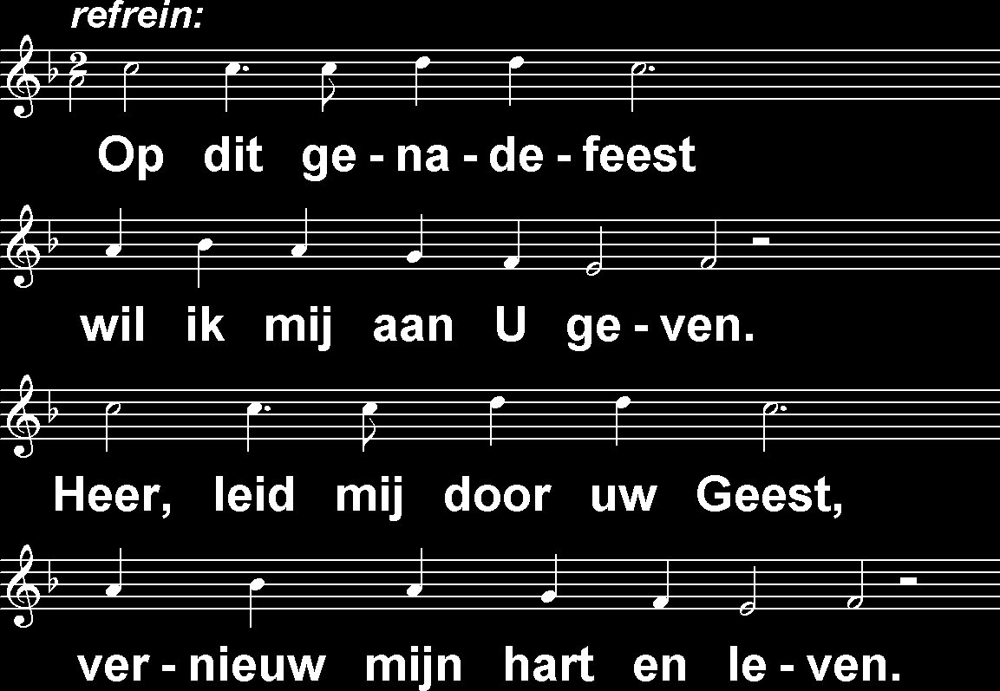 refrein:
Op dit ge - na - de - feest
wil ik mij aan U ge - ven.
Heer, leid mij door uw Geest,
ver - nieuw mijn hart en le - ven.